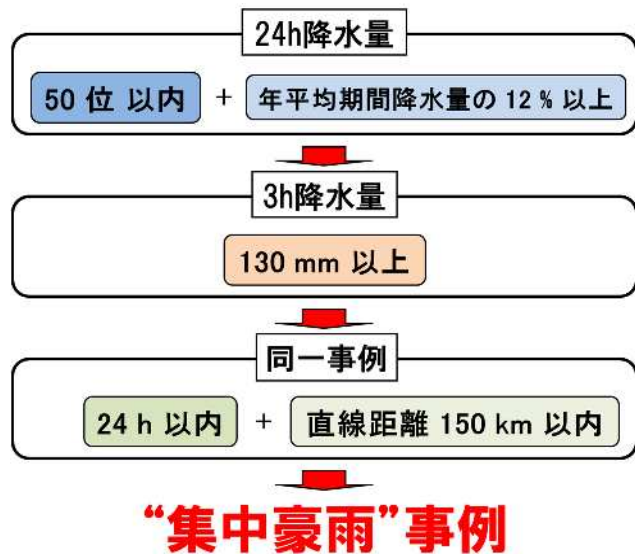 24h降水量
50 位 以内 + 年平均期間降水量の 12 % 以上
3h降水量
130 mm 以上
同一事例
24 h 以内 + 直線距離 150 km 以内
“集中豪雨”事例